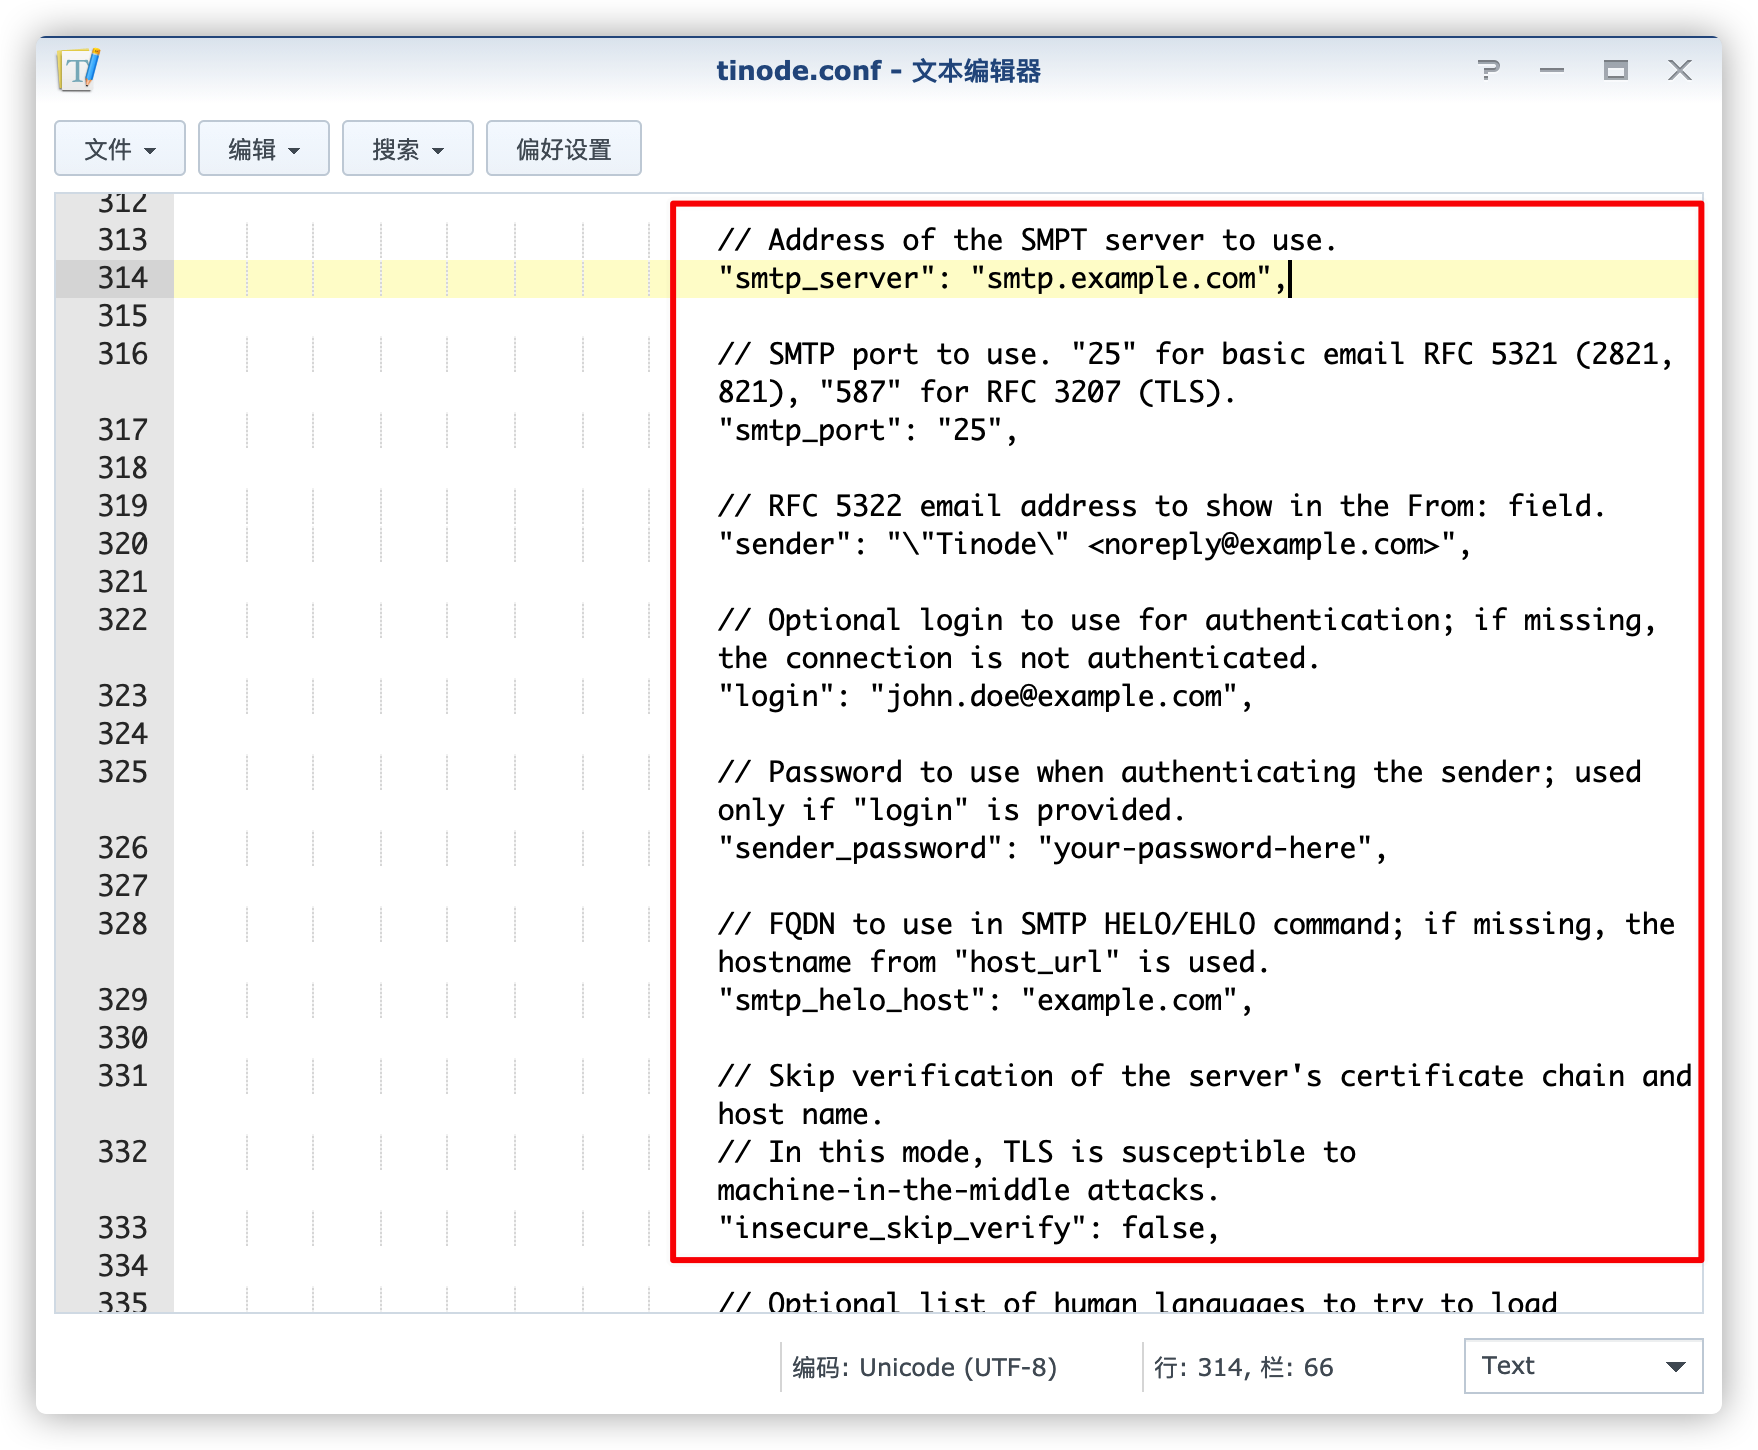 tinode.conf - 文本编辑器
文件 编辑 搜索 偏好设置
312
313 // Address of the SMPT server to use.
314 "smtp_server": "smtp.example.com",
315
316 // SMTP port to use. "25" for basic email RFC 5321 (2821,
821), "587" for RFC 3207 (TLS).
317 "smtp_port": "25",
318
319 // RFC 5322 email address to show in the From: field.
320 "sender": "\"Tinode\" <noreply@example.com>",
321
322 // Optional login to use for authentication; if missing,
the connection is not authenticated.
323 "login": "john.doe@example.com",
324
325 // Password to use when authenticating the sender; used
only if "login" is provided.
326 "sender_password": "your-password-here",
327
328 // FQDN to use in SMTP HELO/EHLO command; if missing, the
hostname from "host_url" is used.
329 "smtp_helo_host": "example.com",
330
331 // Skip verification of the server's certificate chain and
host name.
332 // In this mode, TLS is susceptible to
machine-in-the-middle attacks.
333 "insecure_skip_verify": false,
334
335 // Optional list of human languages to try to load
编码: Unicode (UTF-8) 行: 314, 栏: 66 Text